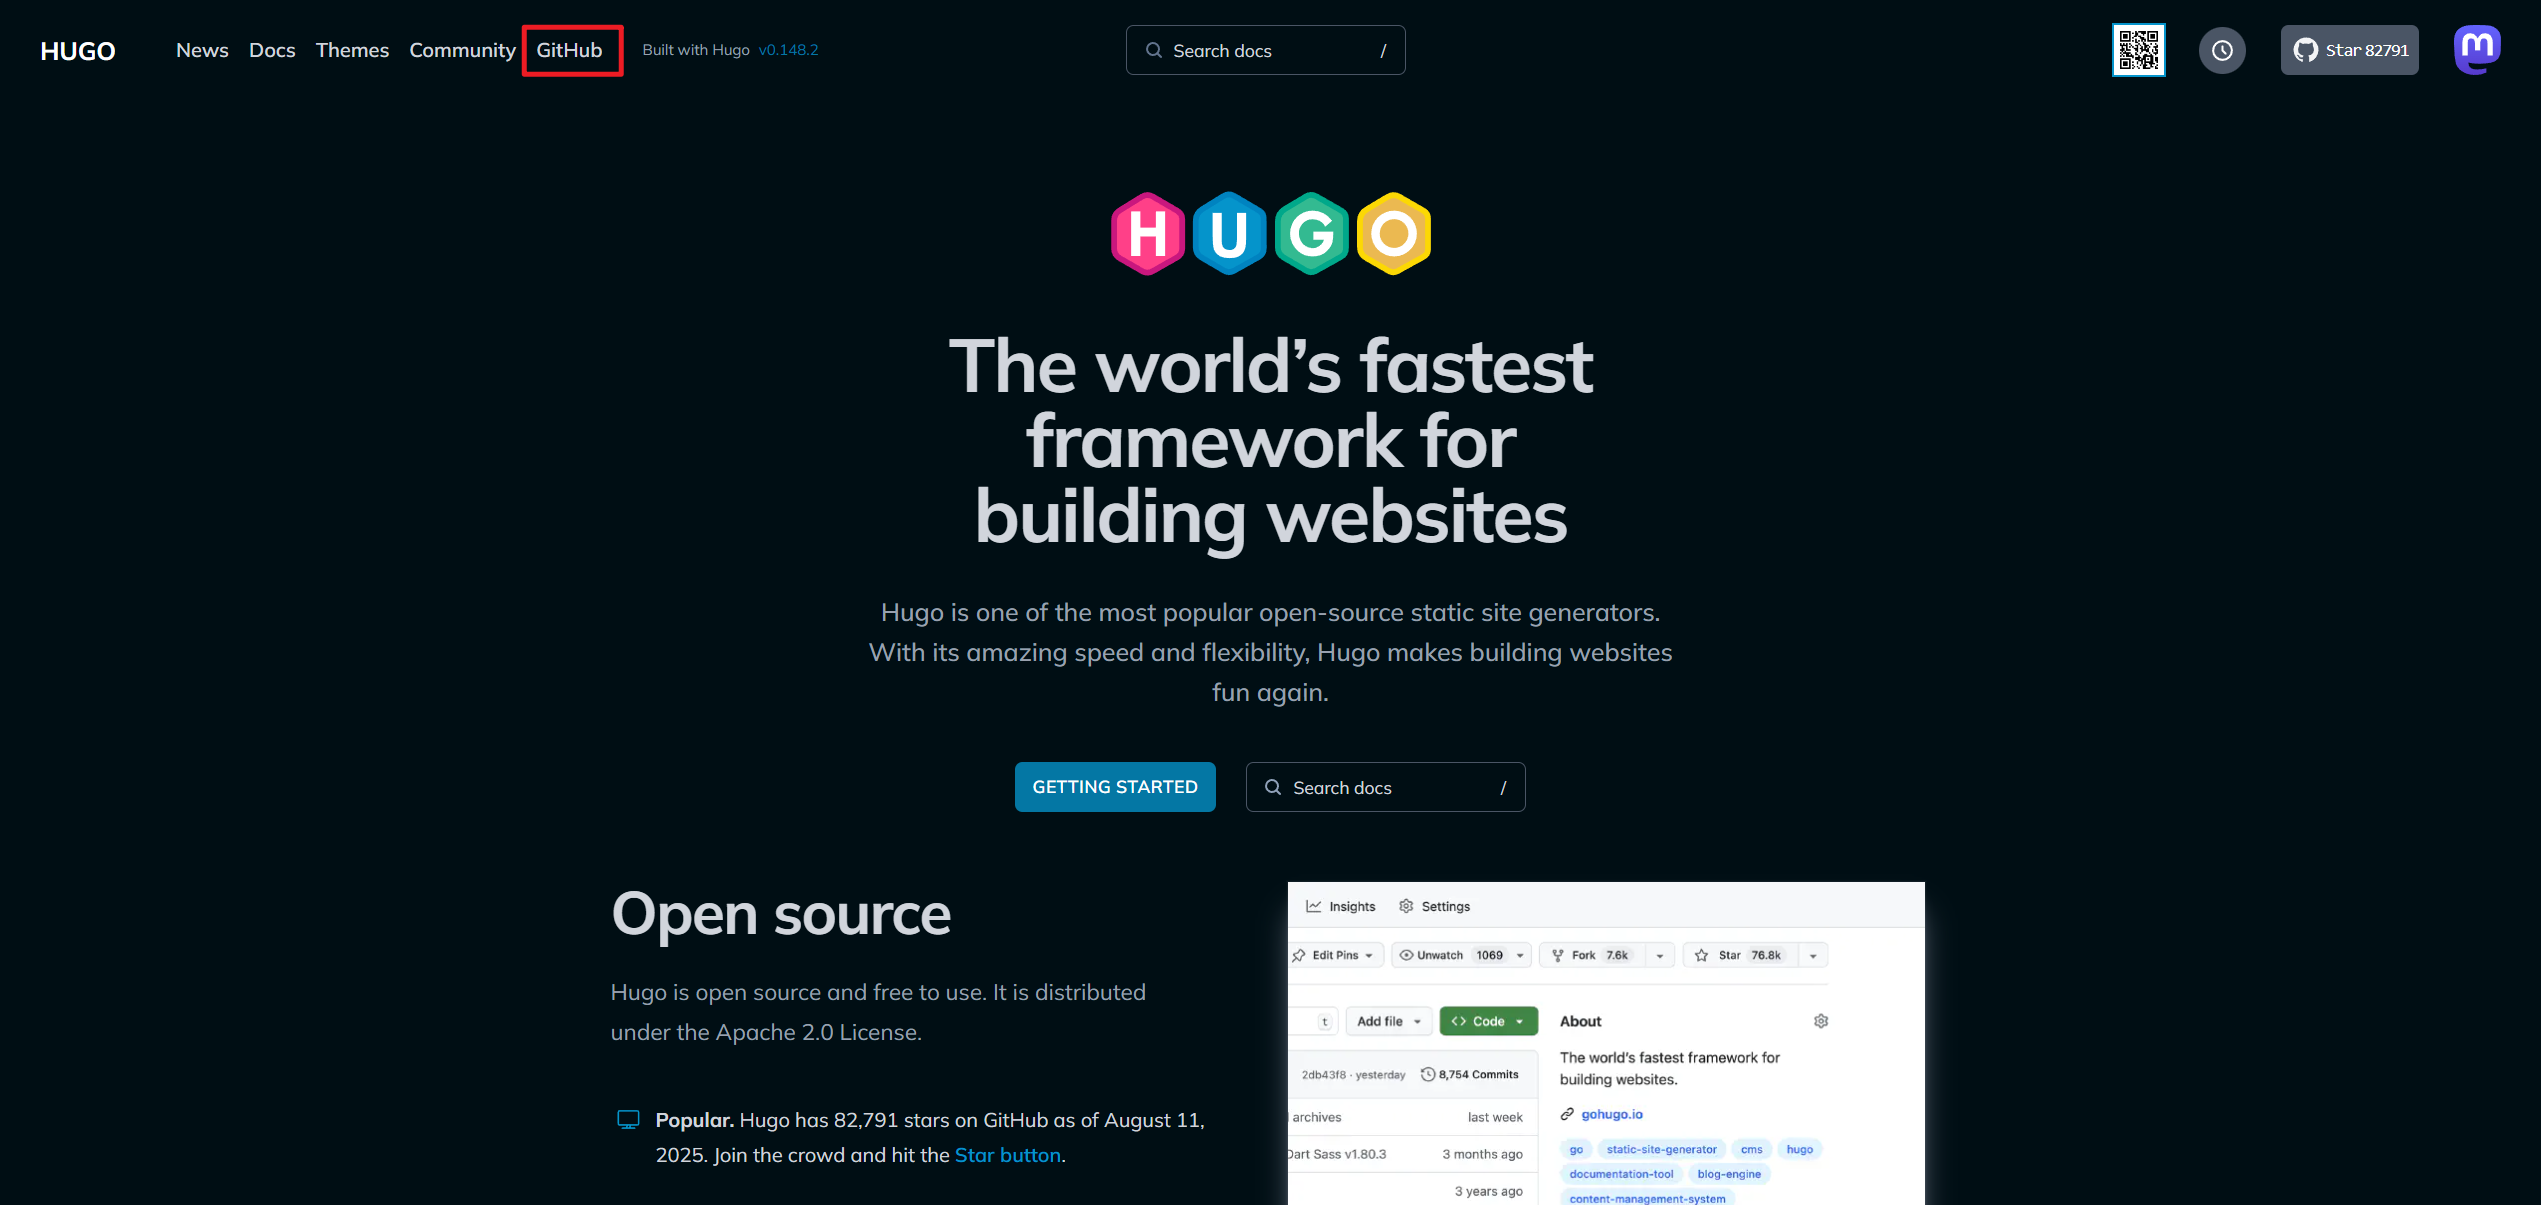 HUGO
News Docs Themes Community GitHub Built with Hugo v0.148.2
Search docs /
Star 82791
HUGO
The world’s fastest
framework for
building websites
Hugo is one of the most popular open-source static site generators.
With its amazing speed and flexibility, Hugo makes building websites
fun again.
GETTING STARTED
Search docs /
Open source
Hugo is open source and free to use. It is distributed
under the Apache 2.0 License.
Popular. Hugo has 82,791 stars on GitHub as of August 11,
2025. Join the crowd and hit the Star button.
Insights Settings
Edit Pins Unwatch 1069 Fork 7.6k Star 76.8k
t Add file <> Code
2db43f8 · yesterday 8,754 Commits
archives last week
Dart Sass v1.80.3 3 months ago
3 years ago
About
The world's fastest framework for
building websites.
gohugo.io
go static-site-generator cms hugo
documentation-tool blog-engine
content-management-system